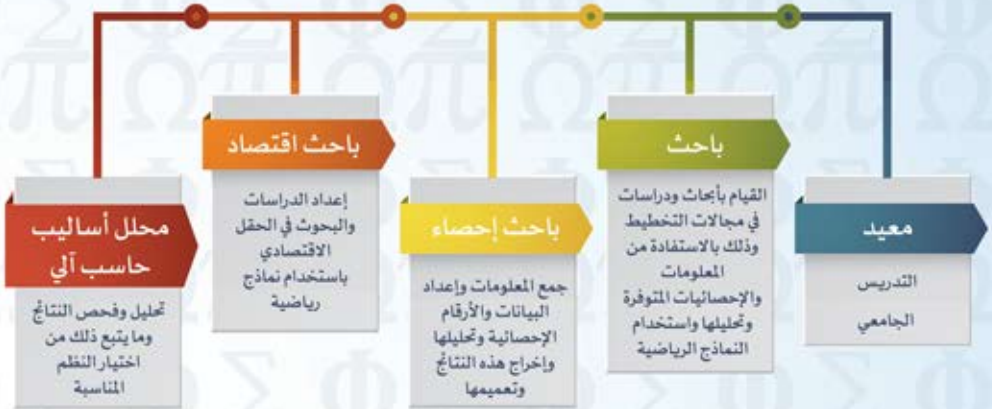 معيد
التدريس
الجامعي
باحث
القيام بأبحاث ودراسات
في مجالات التخطيط
وذلك بالاستفادة من
المعلومات
والإحصائيات المتوفرة
وتحليلها واستخدام
النماذج الرياضية
باحث إحصاء
جمع المعلومات وإعداد
البيانات والأرقام
الإحصائية وتحليلها
وإخراج هذه النتائج
وتعميمها
باحث اقتصاد
إعداد الدراسات
والبحوث في الحقل
الاقتصادي
باستخدام نماذج
رياضية
محلل أساليب
حاسب آلي
تحليل وفحص النتائج
وما يتبع ذلك من
اختيار النظم
المناسبة